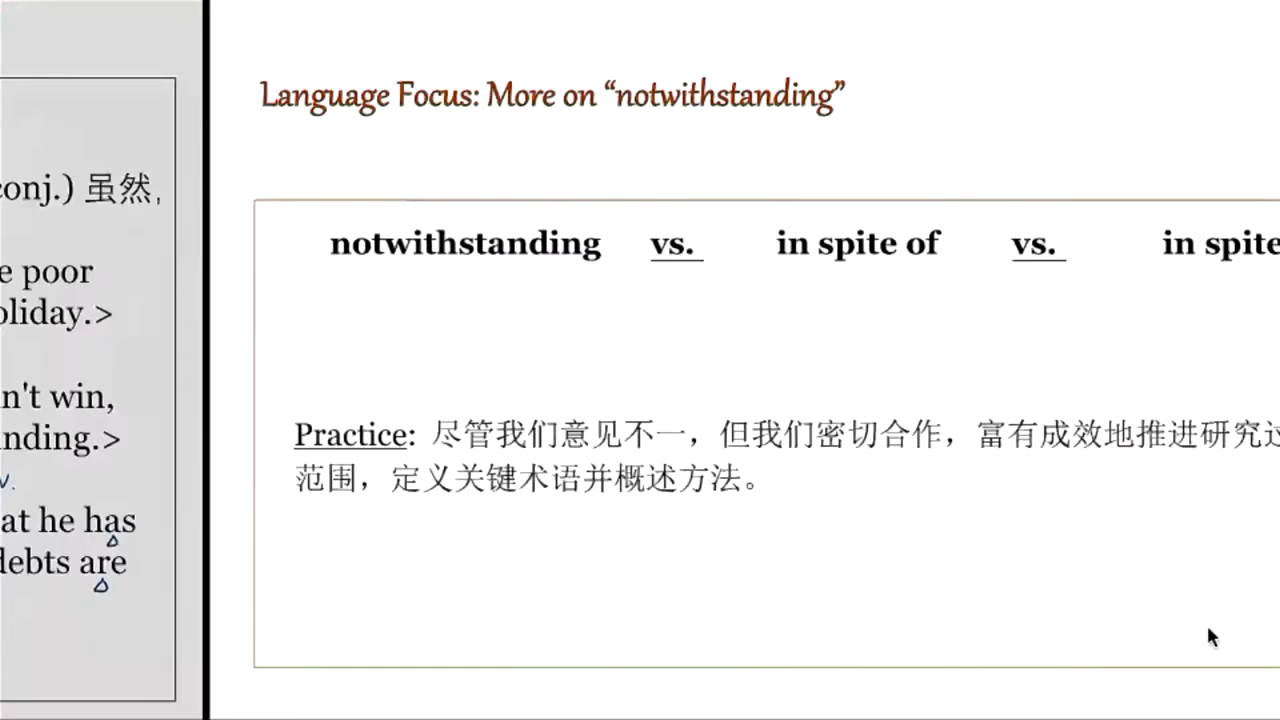 conj.) 虽然,
e poor
oliday.>
n't win,
nding.>
v.
at he has
debts are
Language Focus: More on “notwithstanding”
notwithstanding vs. in spite of vs. in spite
Practice: 尽管我们意见不一，但我们密切合作，富有成效地推进研究过
范围，定义关键术语并概述方法。